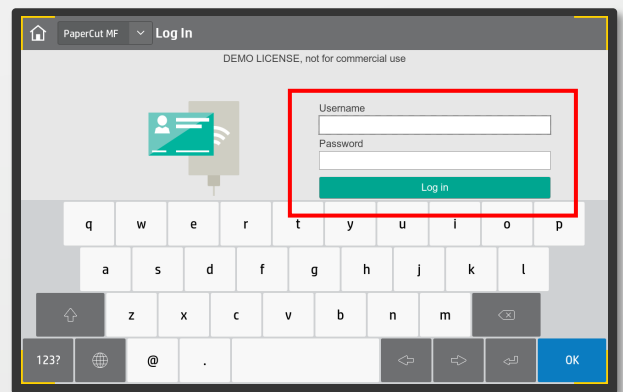 PaperCut MF Log In
DEMO LICENSE, not for commercial use
Username
Password
Log in
q w e r t y u i o p
a s d f g h j k l
z x c v b n m
123? @ . OK